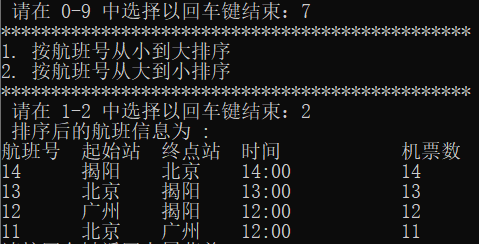 请在 0-9 中选择以回车键结束：7
***********************************************
1. 按航班号从小到大排序
2. 按航班号从大到小排序
***********************************************
请在 1-2 中选择以回车键结束：2
排序后的航班信息为 :
航班号 起始站 终点站 时间 机票数
14 揭阳 北京 14:00 14
13 北京 揭阳 13:00 13
12 广州 揭阳 12:00 12
11 北京 广州 12:00 11